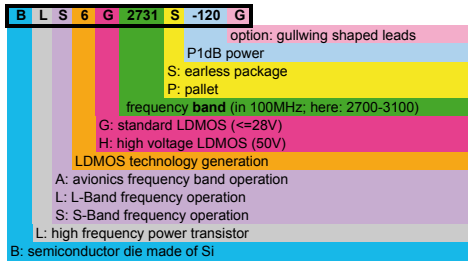 B L S 6 G 2731 S -120 G
option: gullwing shaped leads
P1dB power
S: earless package
P: pallet
frequency band (in 100MHz; here: 2700-3100)
G: standard LDMOS (<=28V)
H: high voltage LDMOS (50V)
LDMOS technology generation
A: avionics frequency band operation
L: L-Band frequency operation
S: S-Band frequency operation
L: high frequency power transistor
B: semiconductor die made of Si